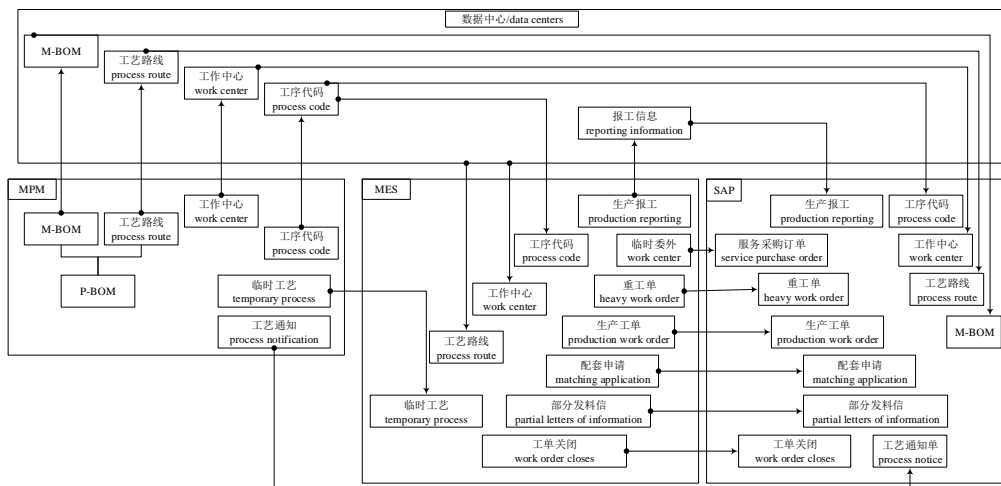 数据中心/data centers
M-BOM
工艺路线
process route
工作中心
work center
工序代码
process code
报工信息
reporting information
MPM
M-BOM
工艺路线
process route
工作中心
work center
工序代码
process code
P-BOM
临时工艺
temporary process
工艺通知
process notification
MES
生产报工
production reporting
工序代码
process code
临时委外
work center
工作中心
work center
重工单
heavy work order
工艺路线
process route
生产工单
production work order
配套申请
matching application
临时工艺
temporary process
部分发料信
partial letters of information
工单关闭
work order closes
SAP
生产报工
production reporting
工序代码
process code
服务采购订单
service purchase order
工作中心
work center
重工单
heavy work order
工艺路线
process route
生产工单
production work order
M-BOM
配套申请
matching application
部分发料信
partial letters of information
工单关闭
work order closes
工艺通知单
process notice